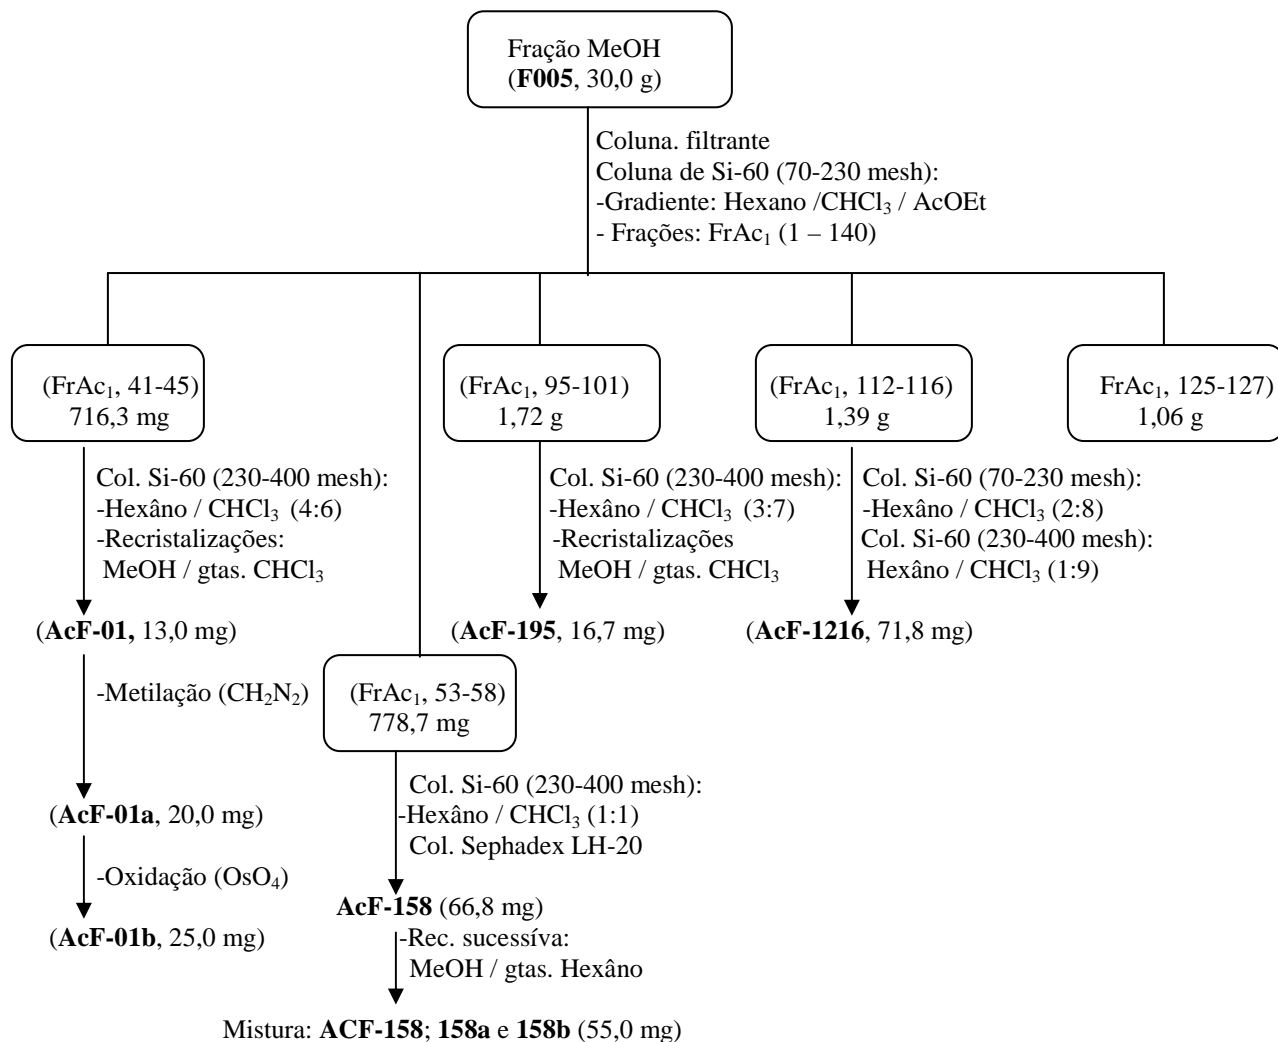 Fração MeOH
(F005, 30,0 g)
Coluna. filtrante
Coluna de Si-60 (70-230 mesh):
-Gradiente: Hexano /CHCl₃ / AcOEt
- Frações: FrAc₁ (1 – 140)
(FrAc₁, 41-45)
716,3 mg
(FrAc₁, 95-101)
1,72 g
(FrAc₁, 112-116)
1,39 g
FrAc₁, 125-127)
1,06 g
Col. Si-60 (230-400 mesh):
-Hexâno / CHCl₃ (4:6)
-Recristalizações:
MeOH / gtas. CHCl₃
(AcF-01, 13,0 mg)
Col. Si-60 (230-400 mesh):
-Hexâno / CHCl₃ (3:7)
-Recristalizações
MeOH / gtas. CHCl₃
(AcF-195, 16,7 mg)
Col. Si-60 (70-230 mesh):
-Hexâno / CHCl₃ (2:8)
Col. Si-60 (230-400 mesh):
Hexâno / CHCl₃ (1:9)
(AcF-1216, 71,8 mg)
-Metilação (CH₂N₂)
(AcF-01a, 20,0 mg)
-Oxidação (OsO₄)
(AcF-01b, 25,0 mg)
(FrAc₁, 53-58)
778,7 mg
Col. Si-60 (230-400 mesh):
-Hexâno / CHCl₃ (1:1)
Col. Sephadex LH-20
AcF-158 (66,8 mg)
-Rec. sucessíva:
MeOH / gtas. Hexâno
Mistura: ACF-158; 158a e 158b (55,0 mg)